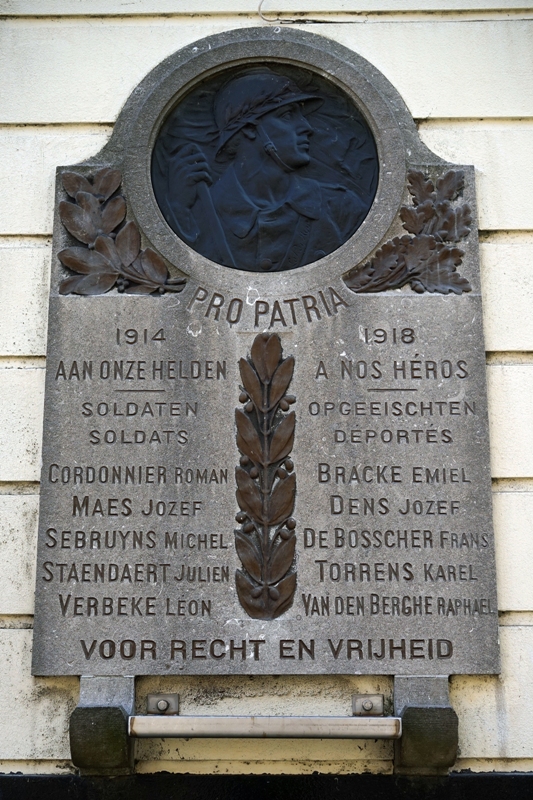 PRO PATRIA
1914
AAN ONZE HELDEN
SOLDATEN
SOLDATS
CORDONNIER ROMAN
MAES JOZEF
SEBRUYNS MICHEL
STAENDAERT JULIEN
VERBEKE LEON
1918
A NOS HÉROS
OPGEEISCHTEN
DEPORTÉS
BRACKE EMIEL
DENS JOZEF
DE BOSSCHER FRANS
TORRENS KAREL
VAN DEN BERGHE RAPHAEL
VOOR RECHT EN VRIJHEID